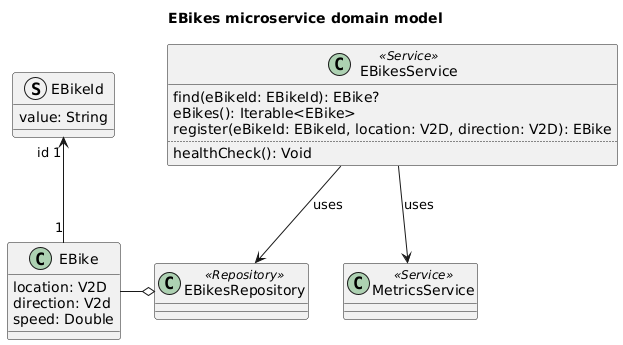 EBikes microservice domain model
«Service»
C EBikesService
find(eBikeId: EBikeId): EBike?
eBikes(): Iterable<EBike>
register(eBikeId: EBikeId, location: V2D, direction: V2D): EBike
healthCheck(): Void
S EBikeId
value: String
id 1
1
uses
uses
C EBike
location: V2D
direction: V2d
speed: Double
«Repository»
C EBikesRepository
«Service»
C MetricsService